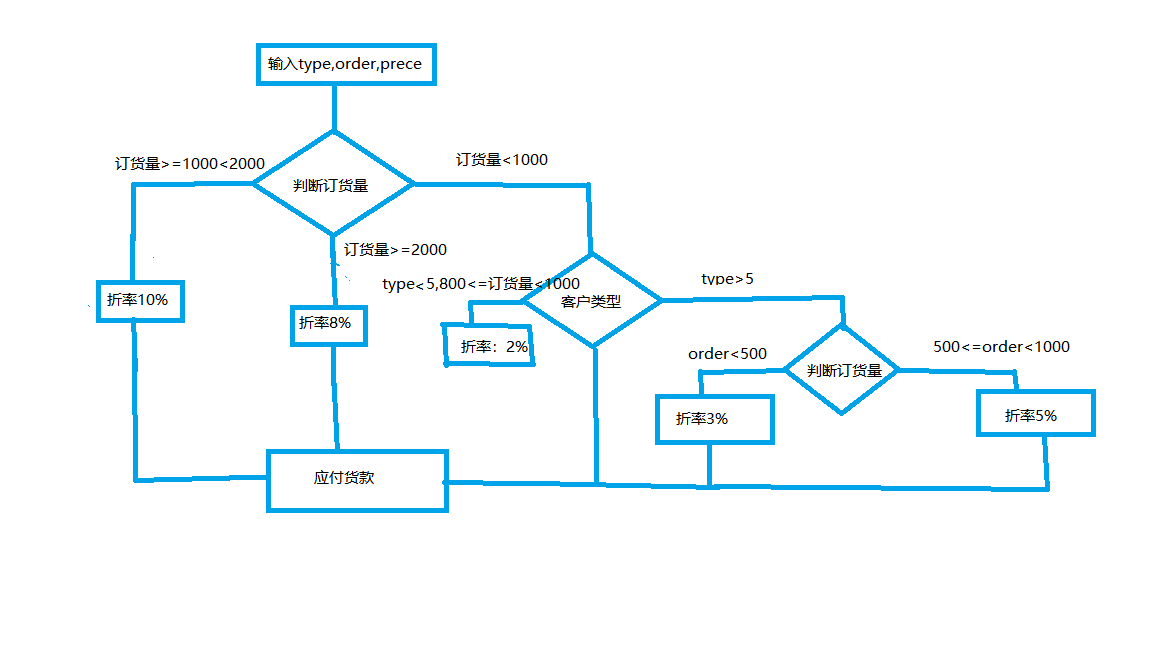 输入type,order,prece
订货量>=1000<2000
订货量<1000
判断订货量
订货量>=2000
type<5,800<=订货量<1000
type>5
折率10%
客户类型
折率8%
折率：2%
order<500
500<=order<1000
判断订货量
折率3%
折率5%
应付货款